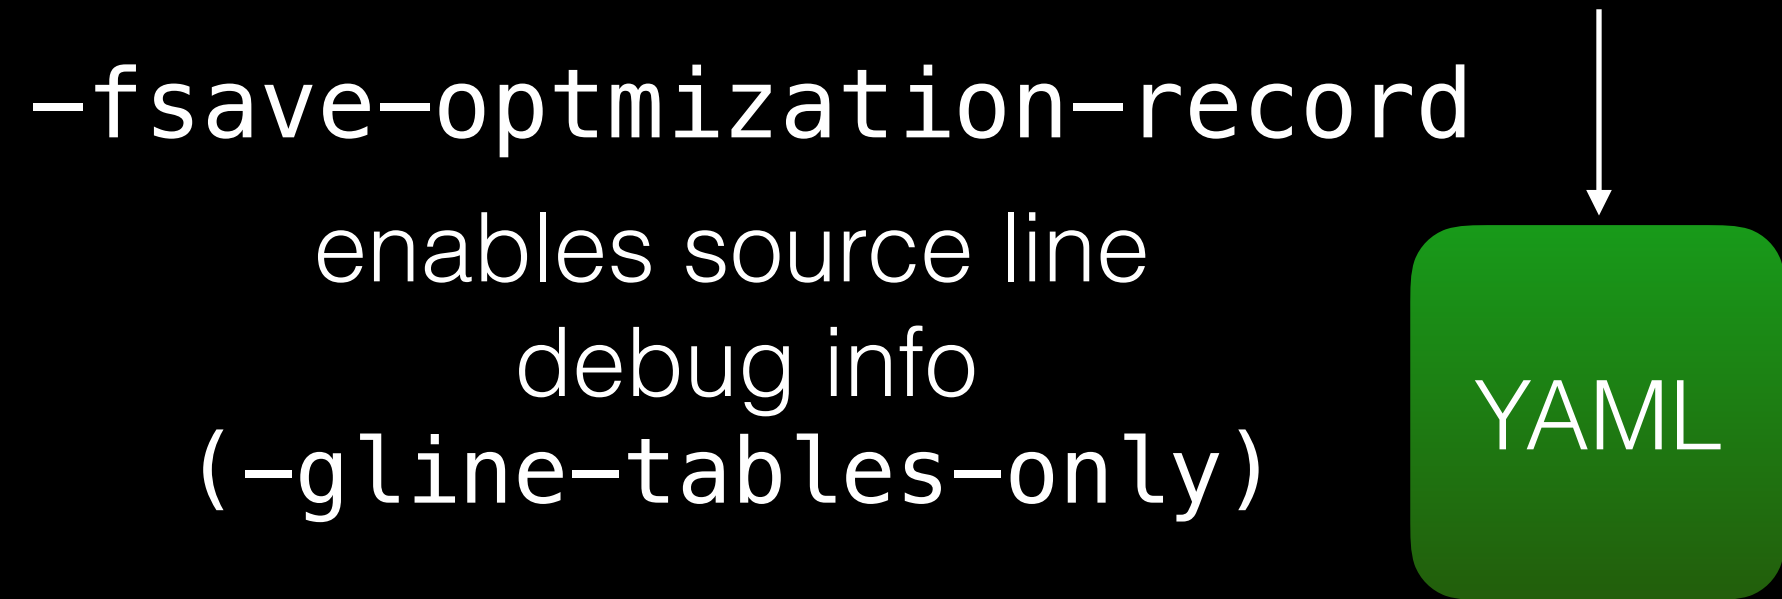 -fsave-optmization-record
enables source line
debug info
(-gline-tables-only)
YAML